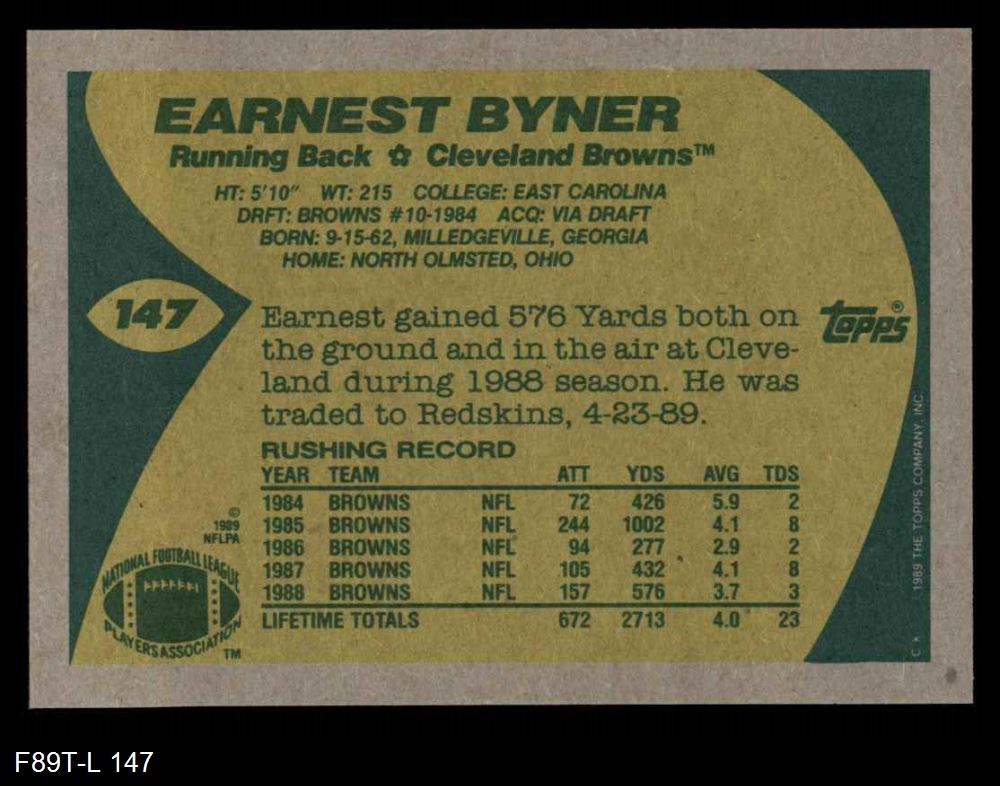 EARNEST BYNER
Running Back ✿ Cleveland Browns™
HT: 5'10" WT: 215 COLLEGE: EAST CAROLINA
DRFT: BROWNS #10-1984 ACQ: VIA DRAFT
BORN: 9-15-62, MILLEDGEVILLE, GEORGIA
HOME: NORTH OLMSTED, OHIO
147
Earnest gained 576 Yards both on
the ground and in the air at Cleve-
land during 1988 season. He was
traded to Redskins, 4-23-89.
topps®
RUSHING RECORD
YEAR TEAM ATT YDS AVG TDS
1984 BROWNS NFL 72 426 5.9 2
1985 BROWNS NFL 244 1002 4.1 8
1986 BROWNS NFL 94 277 2.9 2
1987 BROWNS NFL 105 432 4.1 8
1988 BROWNS NFL 157 576 3.7 3
LIFETIME TOTALS 672 2713 4.0 23
©
1989
NFLPA
NATIONAL FOOTBALL LEAGUE
PLAYERS ASSOCIATION
TM
C* 1989 THE TOPPS COMPANY, INC.
F89T-L 147